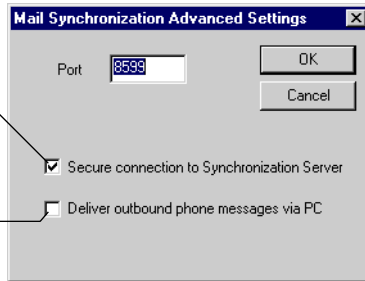 Mail Synchronization Advanced Settings
Port 8599 OK
Cancel
Secure connection to Synchronization Server
Deliver outbound phone messages via PC